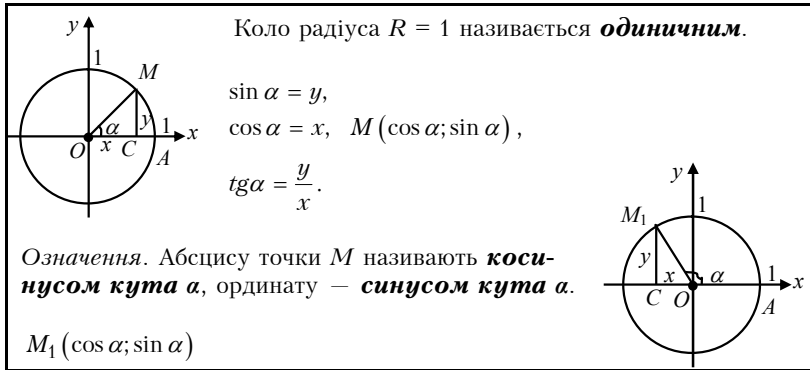 Коло радіуса R = 1 називається одиничним.
y
1
M
α
y
1
x
O
x
C
A
sin α = y,
cos α = x, M(cos α; sin α),
tgα = y/x.
Означення. Абсцису точки M називають коси-
нусом кута α, ординату — синусом кута α.
M₁(cos α; sin α)
y
1
M₁
y
x
α
1
x
C
O
A